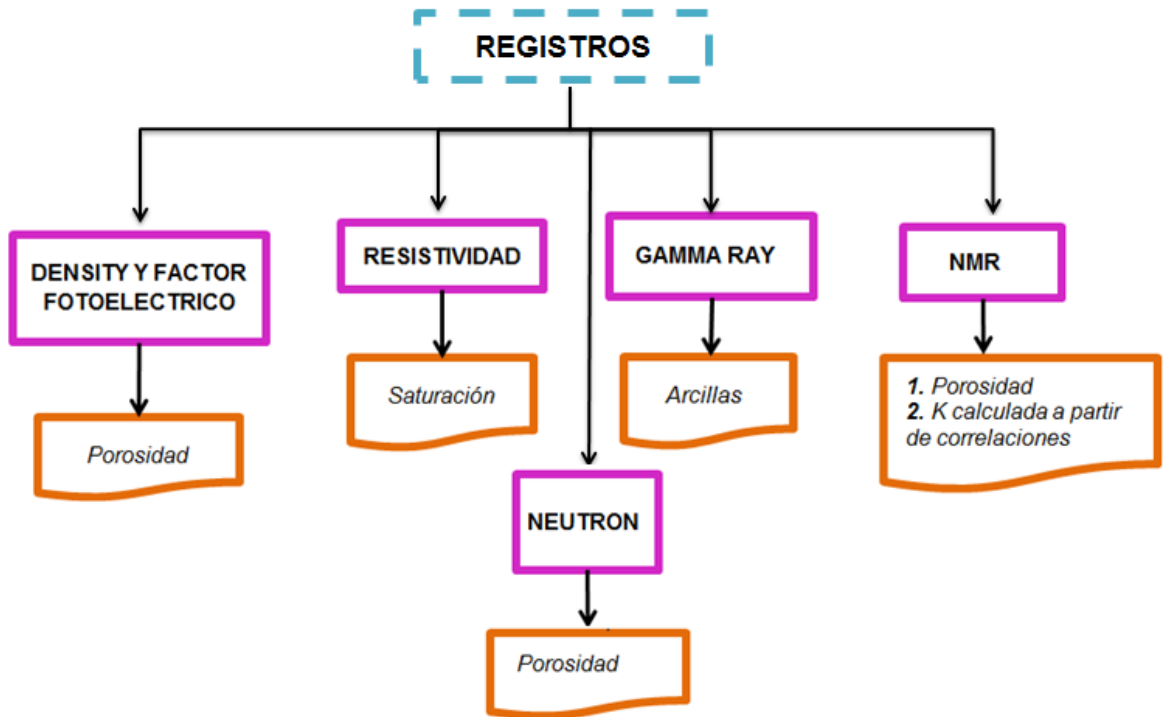 REGISTROS
DENSITY Y FACTOR
FOTOELECTRICO
Porosidad
RESISTIVIDAD
Saturación
NEUTRON
Porosidad
GAMMA RAY
Arcillas
NMR
1. Porosidad
2. K calculada a partir
de correlaciones